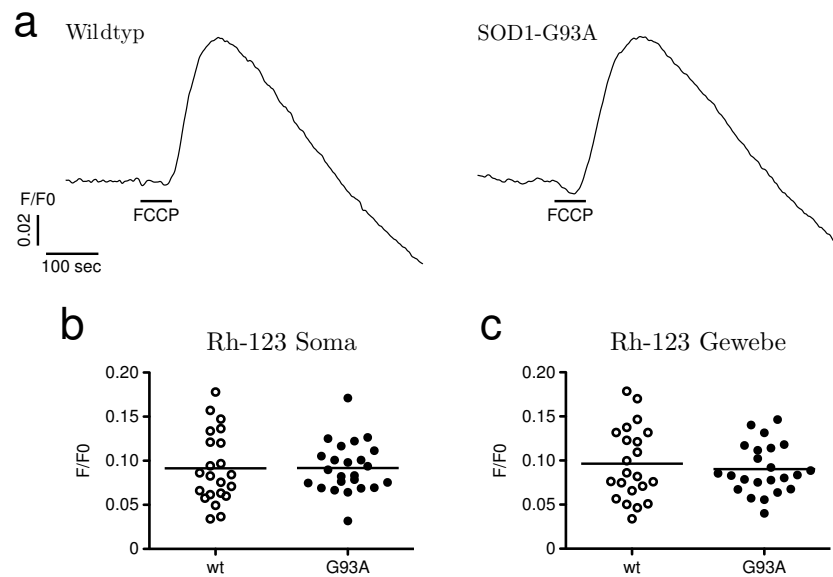 a
Wildtyp
SOD1-G93A
F/F0
0.02
100 sec
FCCP
FCCP
b
Rh-123 Soma
F/F0
0.20
0.15
0.10
0.05
0
wt
G93A
c
Rh-123 Gewebe
F/F0
0.20
0.15
0.10
0.05
0
wt
G93A